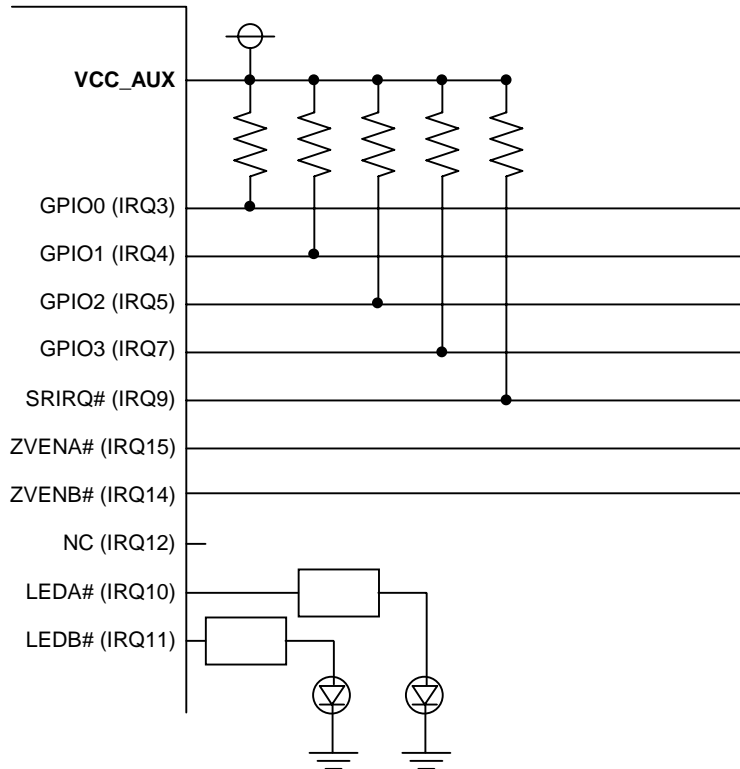 VCC_AUX
GPIO0 (IRQ3)
GPIO1 (IRQ4)
GPIO2 (IRQ5)
GPIO3 (IRQ7)
SRIRQ# (IRQ9)
ZVENA# (IRQ15)
ZVENB# (IRQ14)
NC (IRQ12)
LEDA# (IRQ10)
LEDB# (IRQ11)